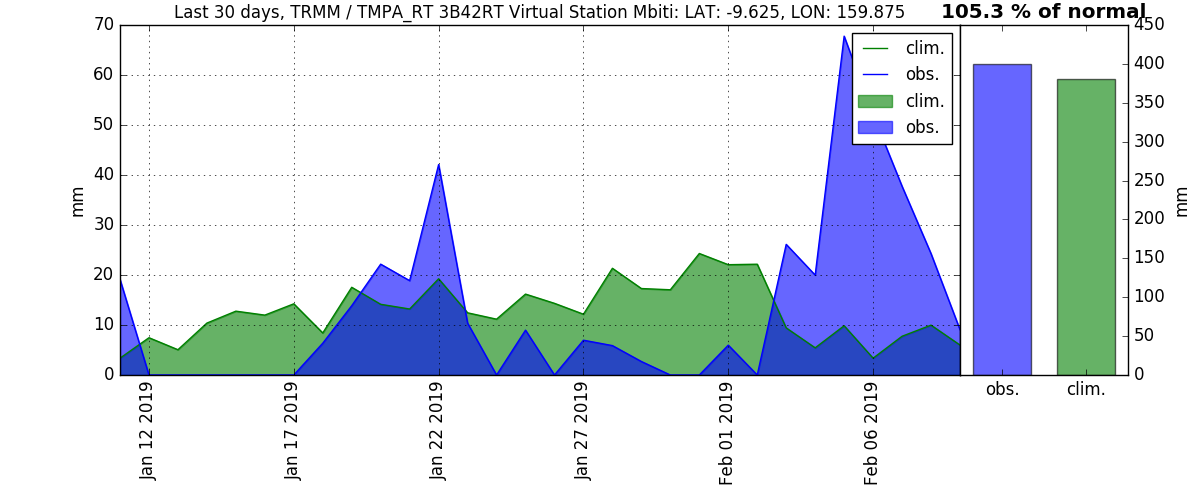 Last 30 days, TRMM / TMPA_RT 3B42RT Virtual Station Mbiti: LAT: -9.625, LON: 159.875
105.3 % of normal
70
60
50
40
30
20
10
0
mm
clim.
obs.
clim.
obs.
Jan 12 2019
Jan 17 2019
Jan 22 2019
Jan 27 2019
Feb 01 2019
Feb 06 2019
450
400
350
300
250
200
150
100
50
0
mm
obs.
clim.